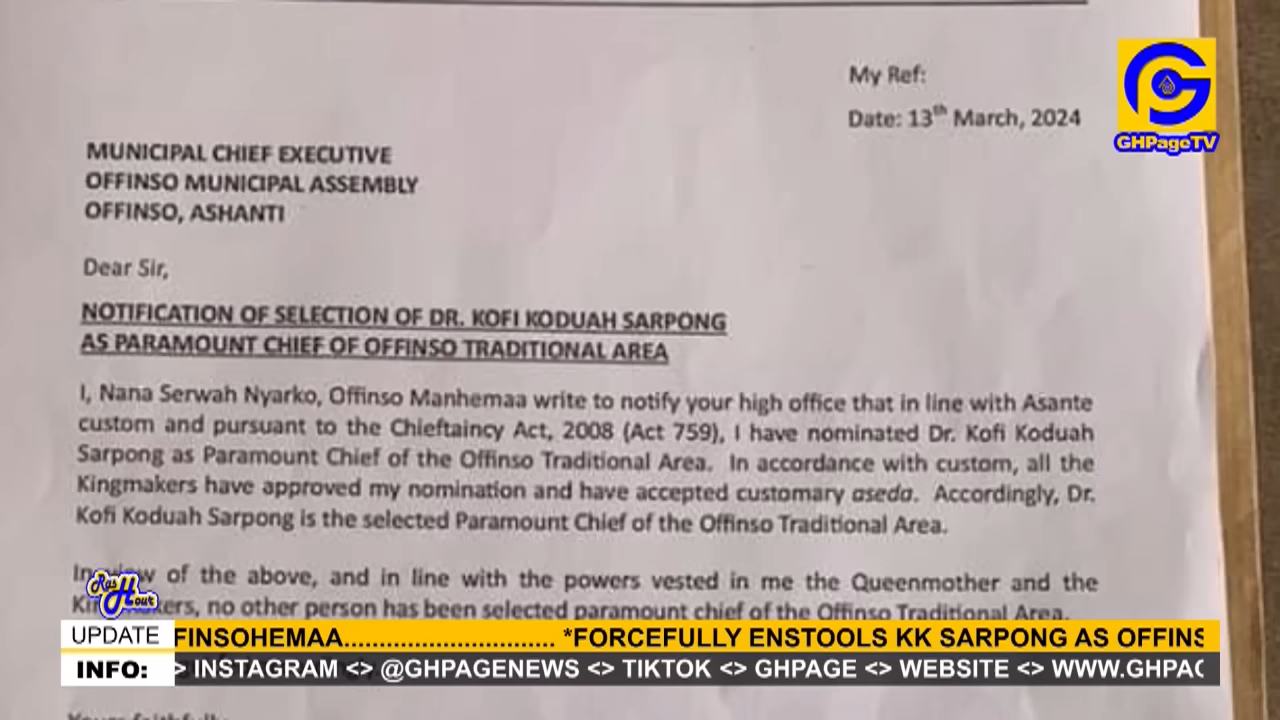 My Ref:
Date: 13th March, 2024
GHPageTV
MUNICIPAL CHIEF EXECUTIVE
OFFINSO MUNICIPAL ASSEMBLY
OFFINSO, ASHANTI
Dear Sir,
NOTIFICATION OF SELECTION OF DR. KOFI KODUAH SARPONG
AS PARAMOUNT CHIEF OF OFFINSO TRADITIONAL AREA
I, Nana Serwah Nyarko, Offinso Manhemaa write to notify your high office that in line with Asante
custom and pursuant to the Chieftaincy Act, 2008 (Act 759), I have nominated Dr. Kofi Koduah
Sarpong as Paramount Chief of the Offinso Traditional Area. In accordance with custom, all the
Kingmakers have approved my nomination and have accepted customary aseda. Accordingly, Dr.
Kofi Koduah Sarpong is the selected Paramount Chief of the Offinso Traditional Area.
In view of the above, and in line with the powers vested in me the Queenmother and the
Kingmakers, no other person has been selected paramount chief of the Offinso Traditional Area.
Ras Hour
UPDATE FINSOHEMAA.............................. *FORCEFULLY ENSTOOLS KK SARPONG AS OFFINS
INFO: > INSTAGRAM <> @GHPAGENEWS <> TIKTOK <> GHPAGE <> WEBSITE <> WWW.GHPAG